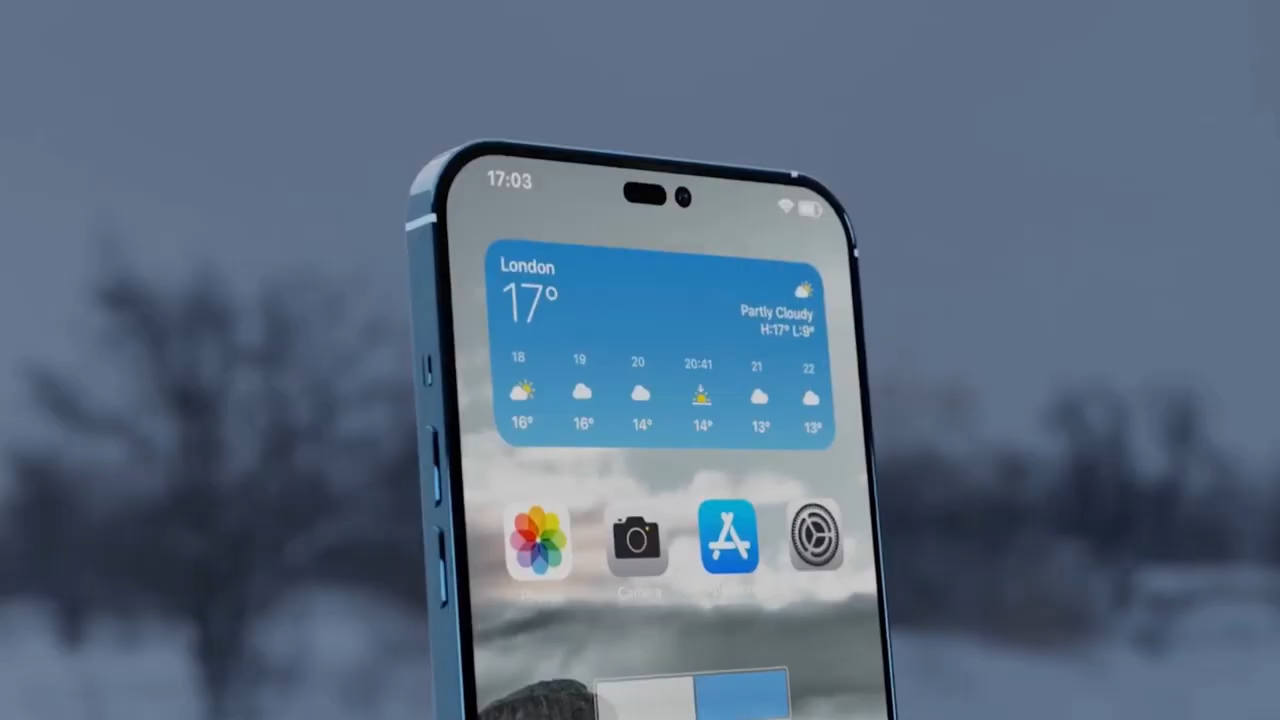 17:03
London
17°
Partly Cloudy
H:17° L:9°
18 19 20 20:41 21 22
16° 16° 14° 14° 13° 13°
Camera